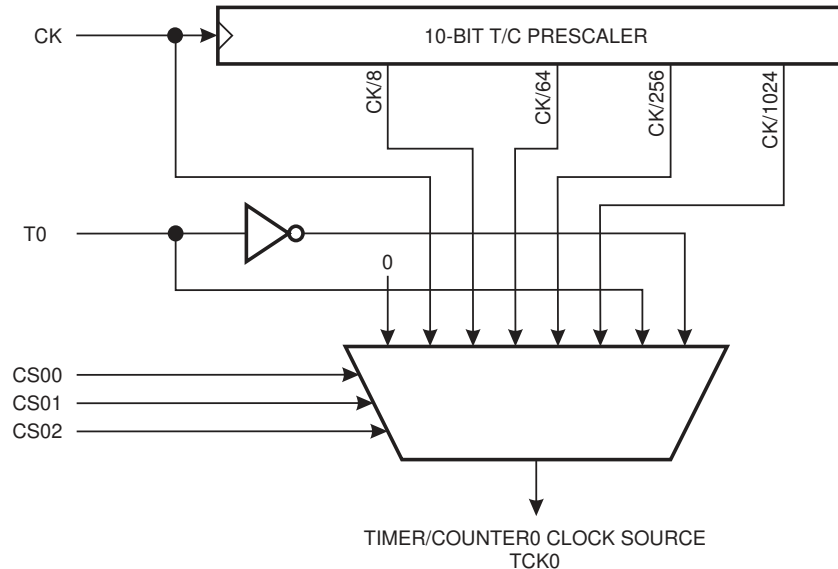 CK
10-BIT T/C PRESCALER
CK/8
CK/64
CK/256
CK/1024
T0
0
CS00
CS01
CS02
TIMER/COUNTER0 CLOCK SOURCE
TCK0